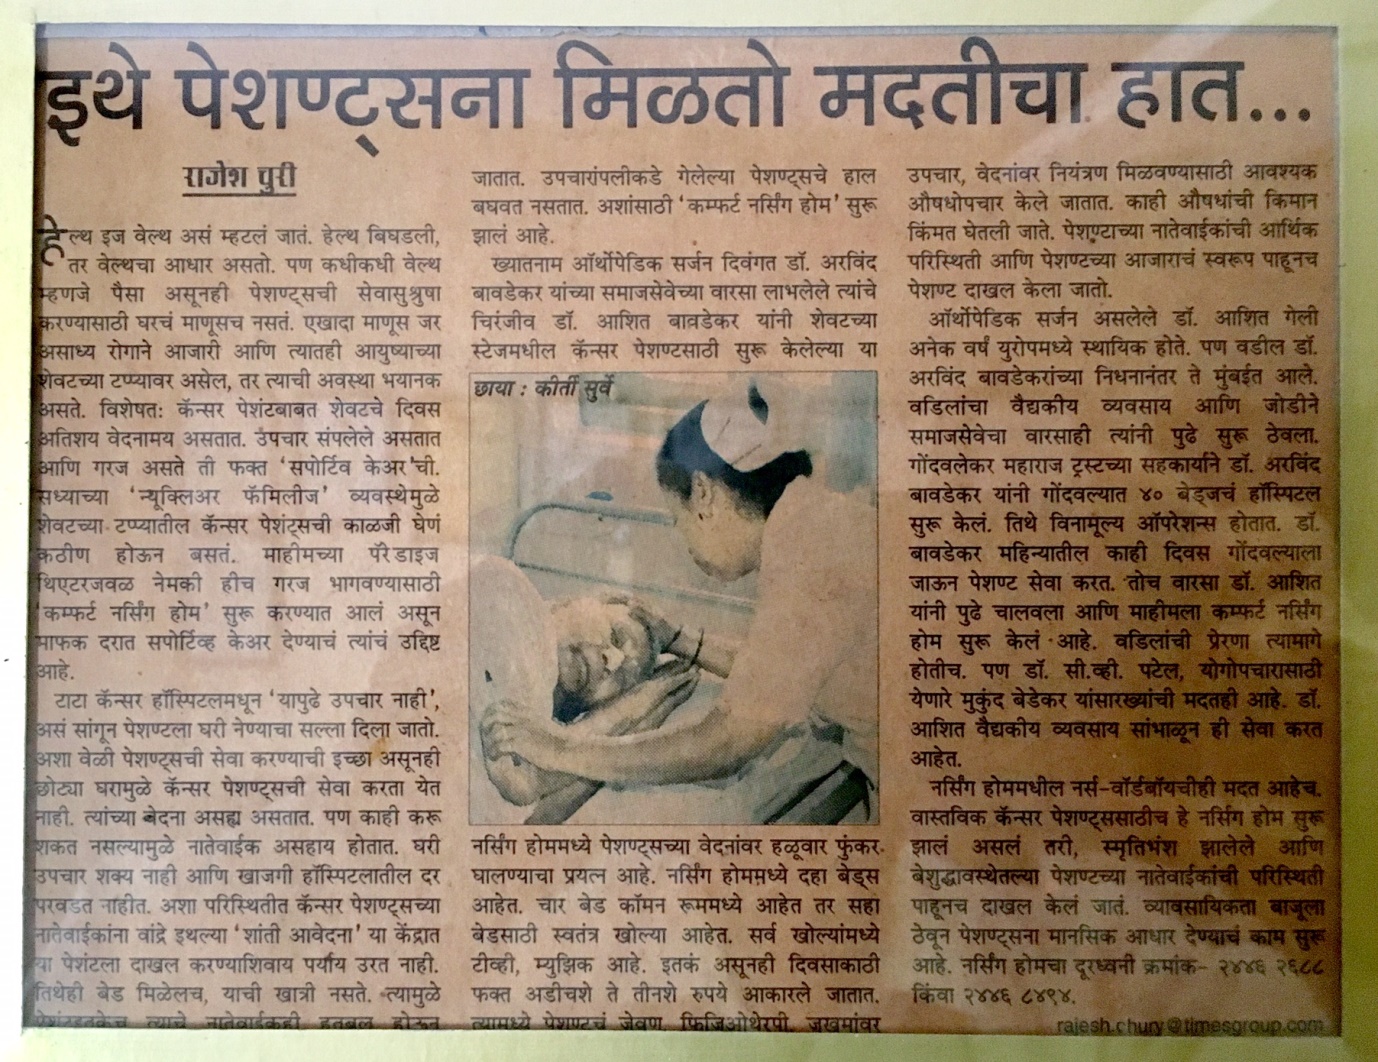 इथे पेशण्ट्सना मिळतो मदतीचा हात...
राजेश चुरी
हेल्थ इज वेल्थ असं म्हटलं जातं. हेल्थ बिघडली,
तर वेल्थचा आधार असतो. पण कधीकधी वेल्थ
म्हणजे पैसा असूनही पेशण्ट्सची सेवासुश्रुषा
करण्यासाठी घरचं माणूसच नसतं. एखादा माणूस जर
असाध्य रोगाने आजारी आणि त्यातही आयुष्याच्या
शेवटच्या टप्प्यावर असेल, तर त्याची अवस्था भयानक
असते. विशेषत: कॅन्सर पेशंटबाबत शेवटचे दिवस
अतिशय वेदनामय असतात. उपचार संपलेले असतात
आणि गरज असते ती फक्त ‘सपोर्टिव केअर’ची.
सध्याच्या ‘न्यूक्लिअर फॅमिलीज’ व्यवस्थेमुळे
शेवटच्या टप्प्यातील कॅन्सर पेशंट्सची काळजी घेणं
कठीण होऊन बसतं. माहीमच्या पॅरेडाइज
थिएटरजवळ नेमकी हीच गरज भागवण्यासाठी
‘कम्फर्ट नर्सिंग होम’ सुरू करण्यात आलं असून
माफक दरात सपोर्टिव्ह केअर देण्याचं त्यांचं उद्दिष्ट
आहे.
टाटा कॅन्सर हॉस्पिटलमधून ‘यापुढे उपचार नाही’,
असं सांगून पेशण्टला घरी नेण्याचा सल्ला दिला जातो.
अशा वेळी पेशण्ट्सची सेवा करण्याची इच्छा असूनही
छोट्या घरामुळे कॅन्सर पेशण्ट्सची सेवा करता येत
नाही. त्यांच्या वेदना असह्य असतात. पण काही करू
शकत नसल्यामुळे नातेवाईक असहाय होतात. घरी
उपचार शक्य नाही आणि खाजगी हॉस्पिटलातील दर
परवडत नाहीत. अशा परिस्थितीत कॅन्सर पेशण्ट्सच्या
नातेवाईकांना वांद्रे इथल्या ‘शांती आवेदना’ या केंद्रात
या पेशंटला दाखल करण्याशिवाय पर्याय उरत नाही.
तिथेही बेड मिळेलच, याची खात्री नसते. त्यामुळे
पेशंटइतकेच त्याचे नातेवाईकही हतबल होऊन
जातात. उपचारांपलीकडे गेलेल्या पेशण्ट्सचे हाल
बघवत नसतात. अशांसाठी ‘कम्फर्ट नर्सिंग होम’ सुरू
झालं आहे.
ख्यातनाम ऑर्थोपेडिक सर्जन दिवंगत डॉ. अरविंद
बावडेकर यांच्या समाजसेवेच्या वारसा लाभलेले त्यांचे
चिरंजीव डॉ. आशित बावडेकर यांनी शेवटच्या
स्टेजमधील कॅन्सर पेशण्टसाठी सुरू केलेल्या या
छाया : कीर्ती सुर्वे
नर्सिंग होममध्ये पेशण्ट्सच्या वेदनांवर हळूवार फुंकर
घालण्याचा प्रयत्न आहे. नर्सिंग होममध्ये दहा बेड्स
आहेत. चार बेड कॉमन रूममध्ये आहेत तर सहा
बेडसाठी स्वतंत्र खोल्या आहेत. सर्व खोल्यांमध्ये
टीव्ही, म्युझिक आहे. इतकं असूनही दिवसाकाठी
फक्त अडीचशे ते तीनशे रुपये आकारले जातात.
त्यामध्ये पेशण्टचं जेवण, फिजिओथेरपी, जखमांवर
उपचार, वेदनांवर नियंत्रण मिळवण्यासाठी आवश्यक
औषधोपचार केले जातात. काही औषधांची किमान
किंमत घेतली जाते. पेशण्टाच्या नातेवाईकांची आर्थिक
परिस्थिती आणि पेशण्टच्या आजाराचं स्वरूप पाहूनच
पेशण्ट दाखल केला जातो.
ऑर्थोपेडिक सर्जन असलेले डॉ. आशित गेली
अनेक वर्षं युरोपमध्ये स्थायिक होते. पण वडील डॉ.
अरविंद बावडेकरांच्या निधनानंतर ते मुंबईत आले.
वडिलांचा वैद्यकीय व्यवसाय आणि जोडीने
समाजसेवेचा वारसाही त्यांनी पुढे सुरू ठेवला.
गोंदवलेकर महाराज ट्रस्टच्या सहकार्याने डॉ. अरविंद
बावडेकर यांनी गोंदवल्यात ४० बेड्जचं हॉस्पिटल
सुरू केलं. तिथे विनामूल्य ऑपरेशन्स होतात. डॉ.
बावडेकर महिन्यातील काही दिवस गोंदवल्याला
जाऊन पेशण्ट सेवा करत. तोच वारसा डॉ. आशित
यांनी पुढे चालवला आणि माहीमला कम्फर्ट नर्सिंग
होम सुरू केलं आहे. वडिलांची प्रेरणा त्यामागे
होतीच. पण डॉ. सी.व्ही. पटेल, योगोपचारासाठी
येणारे मुकुंद बेडेकर यांसारख्यांची मदतही आहे. डॉ.
आशित वैद्यकीय व्यवसाय सांभाळून ही सेवा करत
आहेत.
नर्सिंग होममधील नर्स-वॉर्डबॉयचीही मदत आहेच.
वास्तविक कॅन्सर पेशण्ट्ससाठीच हे नर्सिंग होम सुरू
झालं असलं तरी, स्मृतिभंश झालेले आणि
बेशुद्धावस्थेतल्या पेशण्टच्या नातेवाईकांची परिस्थिती
पाहूनच दाखल केलं जातं. व्यावसायिकता बाजूला
ठेवून पेशण्ट्सना मानसिक आधार देण्याचं काम सुरू
आहे. नर्सिंग होमचा दूरध्वनी क्रमांक- २४४६ २६८८
किंवा २४४६ ८४९४.
rajesh.chury@timesgroup.com